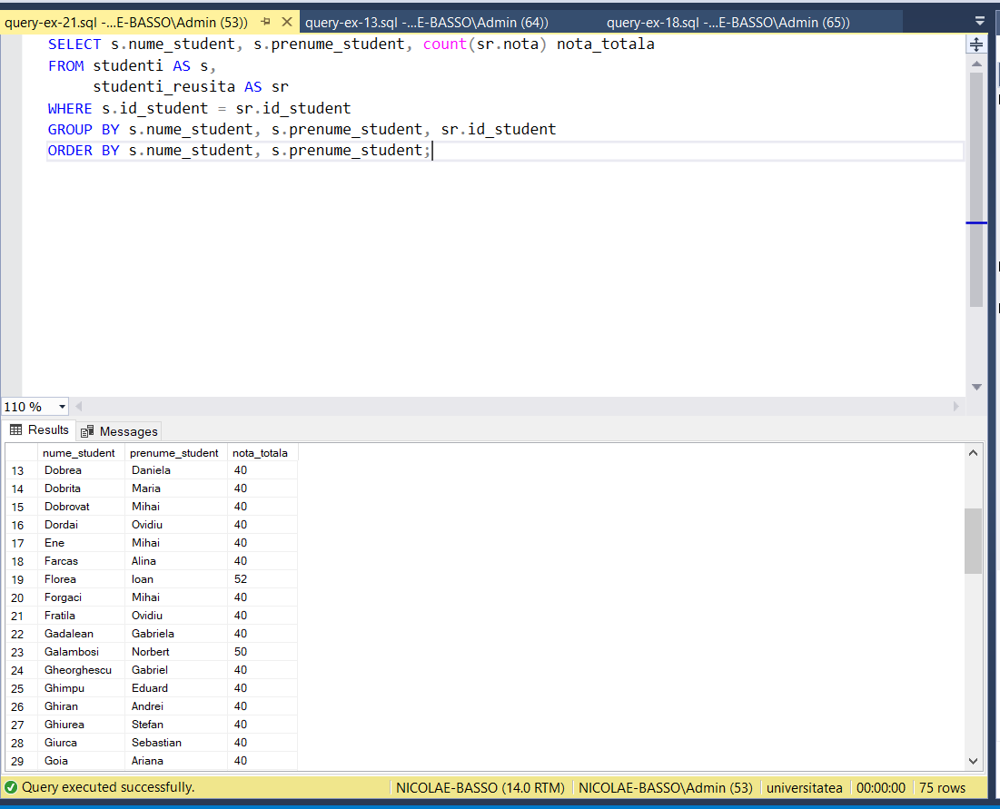 query-ex-21.sql -...E-BASSO\Admin (53)) query-ex-13.sql -...E-BASSO\Admin (64)) query-ex-18.sql -...E-BASSO\Admin (65))
SELECT s.nume_student, s.prenume_student, count(sr.nota) nota_totala
FROM studenti AS s,
studenti_reusita AS sr
WHERE s.id_student = sr.id_student
GROUP BY s.nume_student, s.prenume_student, sr.id_student
ORDER BY s.nume_student, s.prenume_student;
110 %
Results Messages
nume_student prenume_student nota_totala
13 Dobrea Daniela 40
14 Dobrita Maria 40
15 Dobrovat Mihai 40
16 Dordai Ovidiu 40
17 Ene Mihai 40
18 Farcas Alina 40
19 Florea Ioan 52
20 Forgaci Mihai 40
21 Fratila Ovidiu 40
22 Gadalean Gabriela 40
23 Galambosi Norbert 50
24 Gheorghescu Gabriel 40
25 Ghimpu Eduard 40
26 Ghiran Andrei 40
27 Ghiurea Stefan 40
28 Giurca Sebastian 40
29 Goia Ariana 40
Query executed successfully. NICOLAE-BASSO (14.0 RTM) NICOLAE-BASSO\Admin (53) universitatea 00:00:00 75 rows